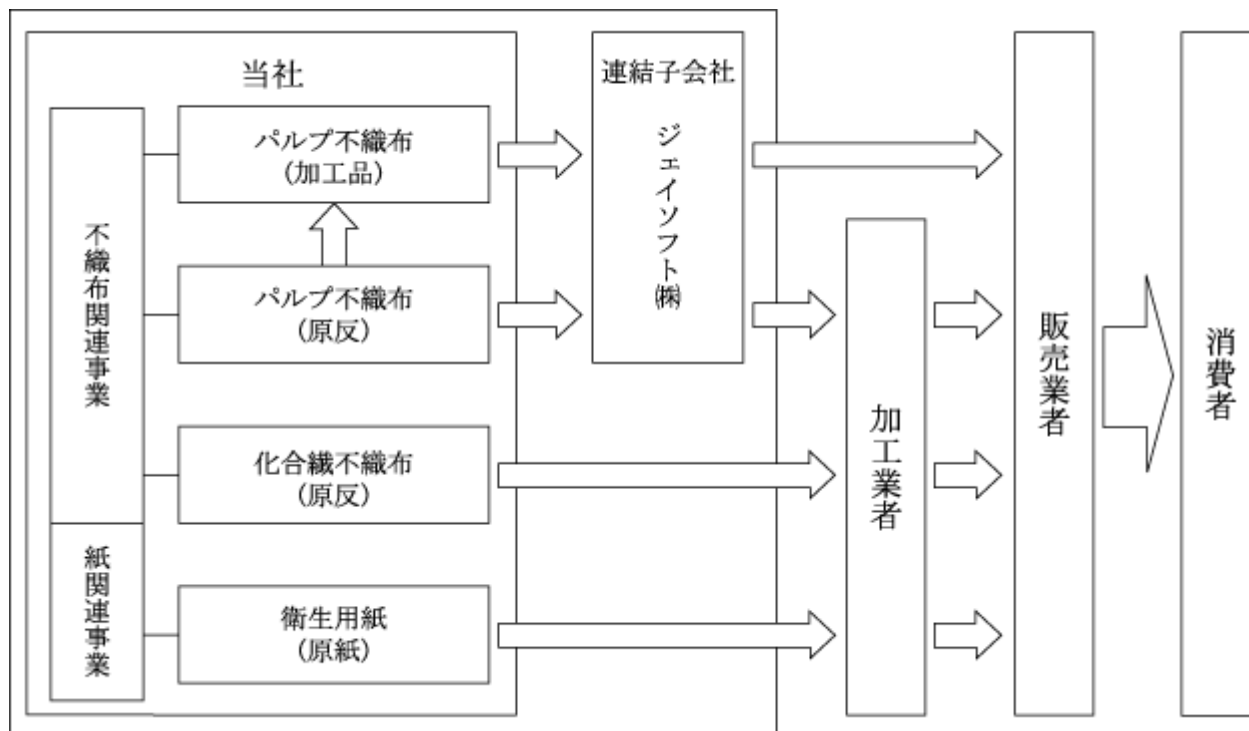 当社
不織布関連事業
パルプ不織布
(加工品)
パルプ不織布
(原反)
化合繊不織布
(原反)
紙関連事業
衛生用紙
(原紙)
連結子会社
ジェイソフト㈱
加工業者
販売業者
消費者